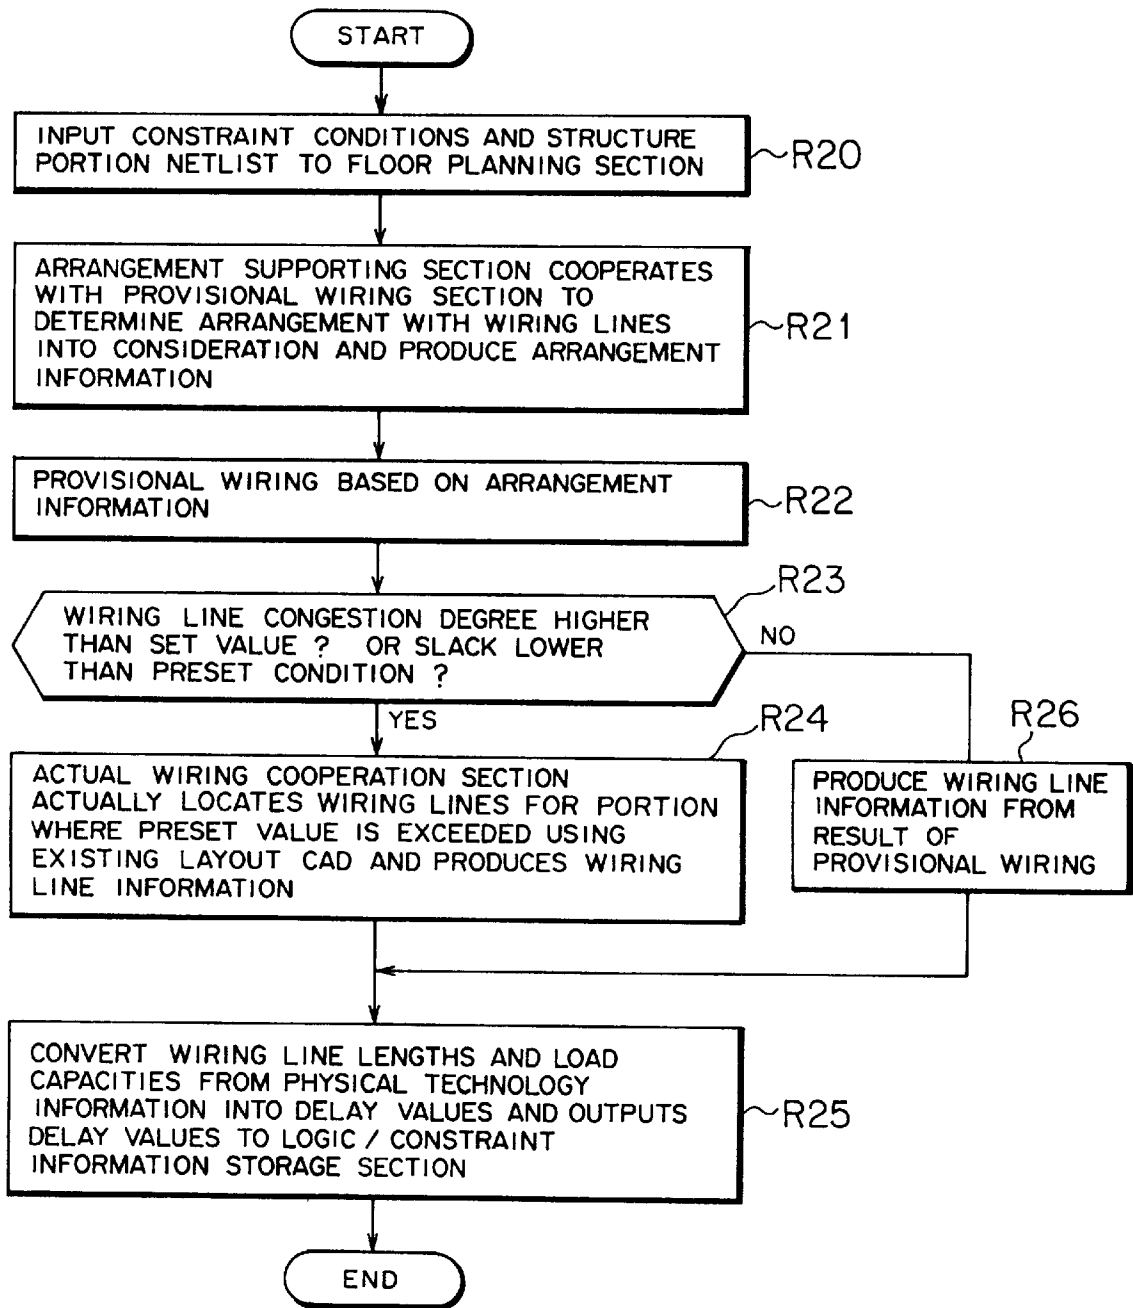 START
INPUT CONSTRAINT CONDITIONS AND STRUCTURE
PORTION NETLIST TO FLOOR PLANNING SECTION
R20
ARRANGEMENT SUPPORTING SECTION COOPERATES
WITH PROVISIONAL WIRING SECTION TO
DETERMINE ARRANGEMENT WITH WIRING LINES
INTO CONSIDERATION AND PRODUCE ARRANGEMENT
INFORMATION
R21
PROVISIONAL WIRING BASED ON ARRANGEMENT
INFORMATION
R22
R23
WIRING LINE CONGESTION DEGREE HIGHER
THAN SET VALUE ? OR SLACK LOWER
THAN PRESET CONDITION ?
NO
YES
R24
ACTUAL WIRING COOPERATION SECTION
ACTUALLY LOCATES WIRING LINES FOR PORTION
WHERE PRESET VALUE IS EXCEEDED USING
EXISTING LAYOUT CAD AND PRODUCES WIRING
LINE INFORMATION
R26
PRODUCE WIRING LINE
INFORMATION FROM
RESULT OF
PROVISIONAL WIRING
CONVERT WIRING LINE LENGTHS AND LOAD
CAPACITIES FROM PHYSICAL TECHNOLOGY
INFORMATION INTO DELAY VALUES AND OUTPUTS
DELAY VALUES TO LOGIC / CONSTRAINT
INFORMATION STORAGE SECTION
R25
END